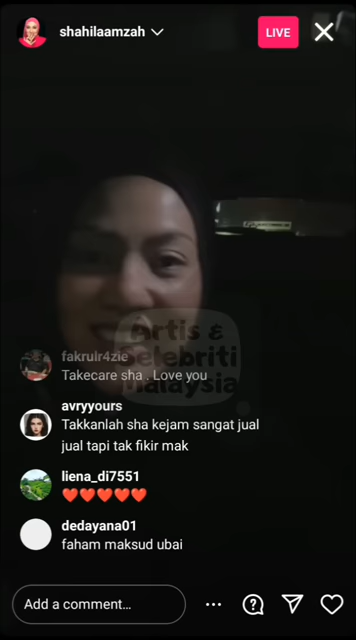 shahilaamzah
LIVE
Artis &
Selebriti
Malaysia
fakrulr4zie
Takecare sha . Love you
avryyours
Takkanlah sha kejam sangat jual
jual tapi tak fikir mak
liena_di7551
dedayana01
faham maksud ubai
Add a comment...